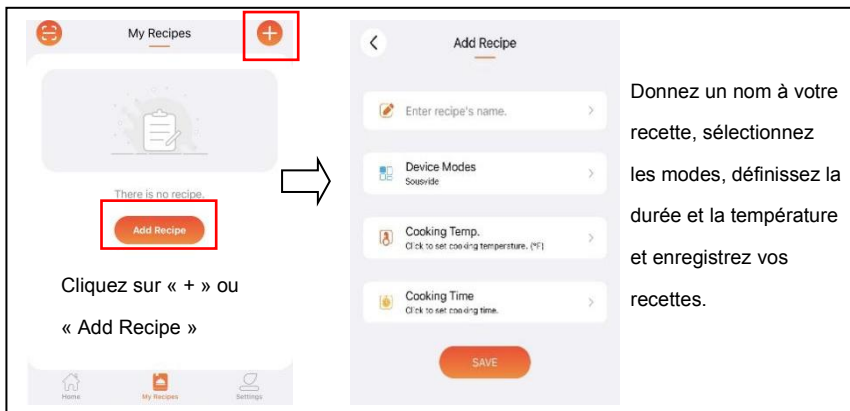 My Recipes
There is no recipe.
Add Recipe
Cliquez sur « + » ou
« Add Recipe »
Home
My Recipes
Settings
Add Recipe
Enter recipe's name.
Device Modes
Sousvide
Cooking Temp.
Click to set cooking temperature. (°F)
Cooking Time
Click to set cooking time.
SAVE
Donnez un nom à votre
recette, sélectionnez
les modes, définissez la
durée et la température
et enregistrez vos
recettes.